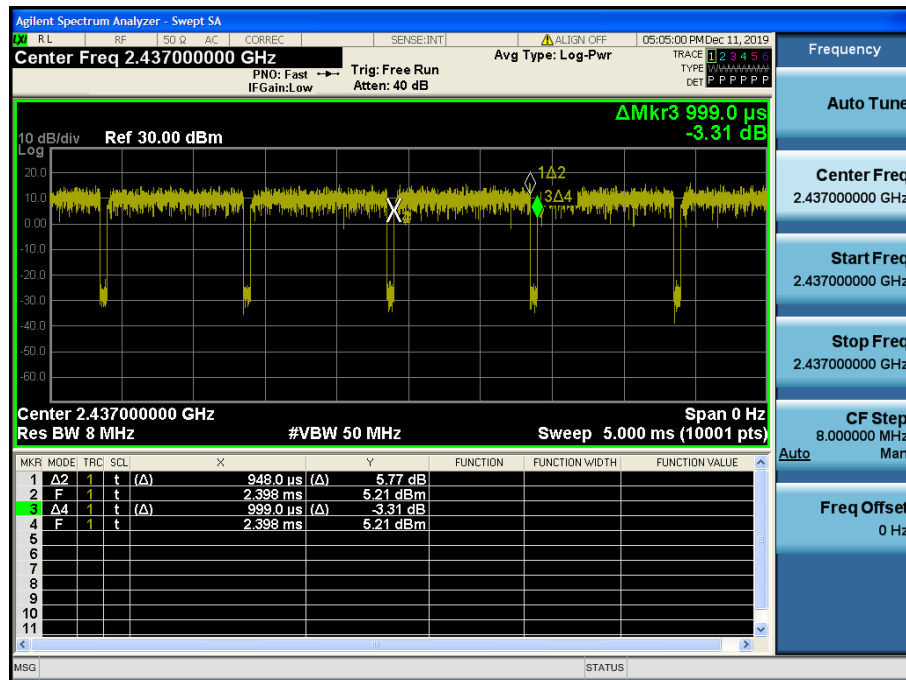 Agilent Spectrum Analyzer - Swept SA
LXI RL RF 50 Ω AC CORREC SENSE:INT ALIGN OFF 05:05:00 PM Dec 11, 2019
Center Freq 2.437000000 GHz
PNO: Fast
IFGain:Low
Trig: Free Run
Atten: 40 dB
Avg Type: Log-Pwr
TRACE 1 2 3 4 5 6
TYPE
DET P P P P P P
ΔMkr3 999.0 µs
-3.31 dB
10 dB/div Ref 30.00 dBm
Log
20.0
10.0
0.00
-10.0
-20.0
-30.0
-40.0
-50.0
-60.0
1Δ2
3Δ4
Center 2.437000000 GHz Span 0 Hz
Res BW 8 MHz #VBW 50 MHz Sweep 5.000 ms (10001 pts)
MKR MODE TRC SCL X Y FUNCTION FUNCTION WIDTH FUNCTION VALUE
1 Δ2 1 t (Δ) 948.0 µs (Δ) 5.77 dB
2 F 1 t 2.398 ms 5.21 dBm
3 Δ4 1 t (Δ) 999.0 µs (Δ) -3.31 dB
4 F 1 t 2.398 ms 5.21 dBm
5
6
7
8
9
10
11
MSG STATUS
Frequency
Auto Tune
Center Freq
2.437000000 GHz
Start Freq
2.437000000 GHz
Stop Freq
2.437000000 GHz
CF Step
8.000000 MHz
Auto Man
Freq Offset
0 Hz